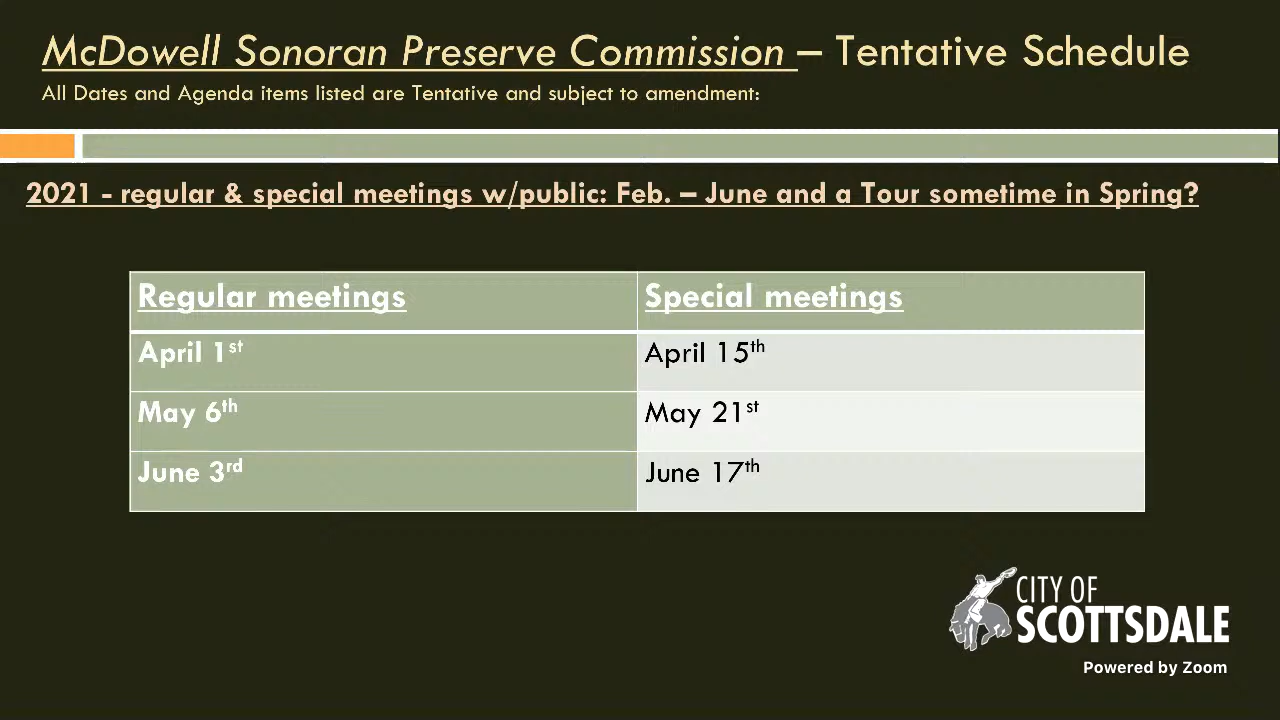 McDowell Sonoran Preserve Commission – Tentative Schedule
All Dates and Agenda items listed are Tentative and subject to amendment:
2021 - regular & special meetings w/public: Feb. – June and a Tour sometime in Spring?
Regular meetings Special meetings
April 1st April 15th
May 6th May 21st
June 3rd June 17th
CITY OF
SCOTTSDALE
Powered by Zoom